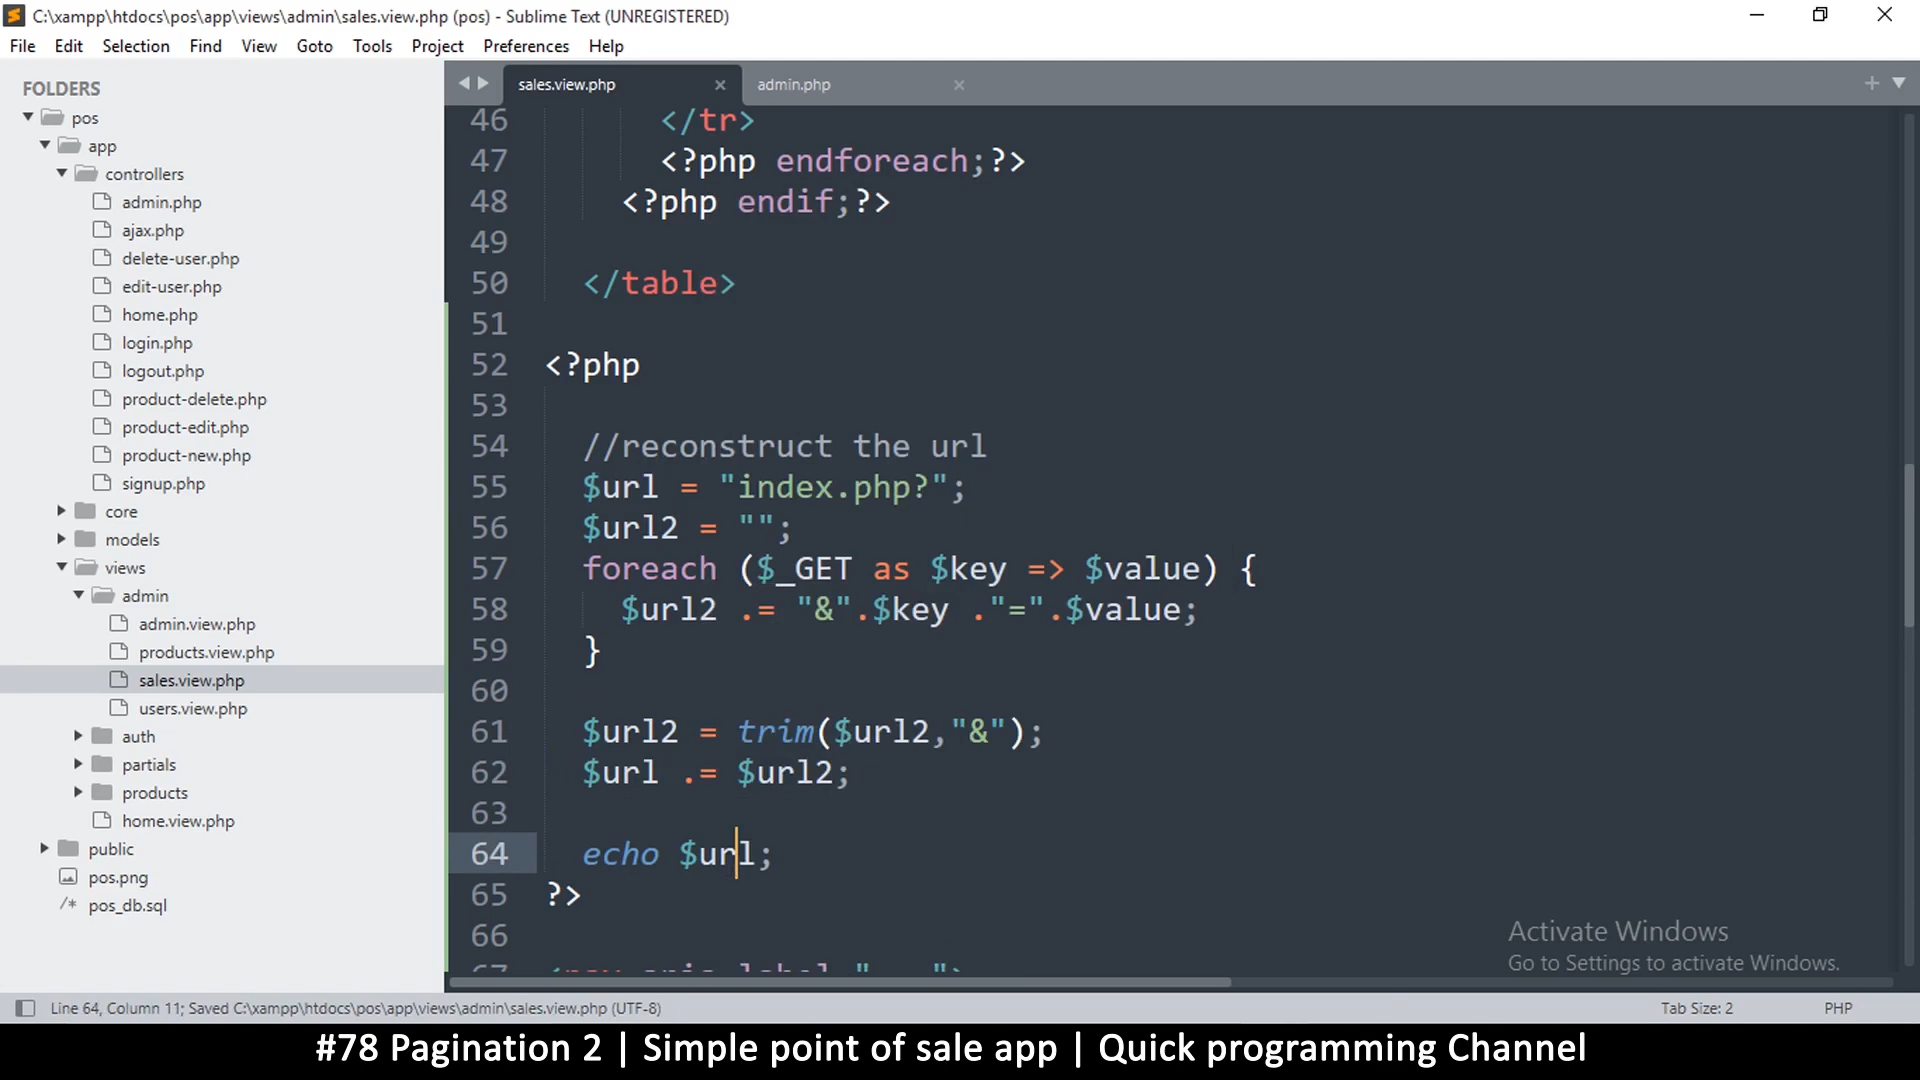 C:\xampp\htdocs\pos\app\views\admin\sales.view.php (pos) - Sublime Text (UNREGISTERED)
File Edit Selection Find View Goto Tools Project Preferences Help
FOLDERS
pos
app
controllers
admin.php
ajax.php
delete-user.php
edit-user.php
home.php
login.php
logout.php
product-delete.php
product-edit.php
product-new.php
signup.php
core
models
views
admin
admin.view.php
products.view.php
sales.view.php
users.view.php
auth
partials
products
home.view.php
public
pos.png
/* pos_db.sql
sales.view.php × admin.php ×
46 </tr>
47 <?php endforeach;?>
48 <?php endif;?>
49
50 </table>
51
52 <?php
53
54 //reconstruct the url
55 $url = "index.php?";
56 $url2 = "";
57 foreach ($_GET as $key => $value) {
58 $url2 .= "&".$key ."=".$value;
59 }
60
61 $url2 = trim($url2,"&");
62 $url .= $url2;
63
64 echo $url;
65 ?>
66
Activate Windows
Go to Settings to activate Windows.
Line 64, Column 11; Saved C:\xampp\htdocs\pos\app\views\admin\sales.view.php (UTF-8)
Tab Size: 2
PHP
#78 Pagination 2 | Simple point of sale app | Quick programming Channel